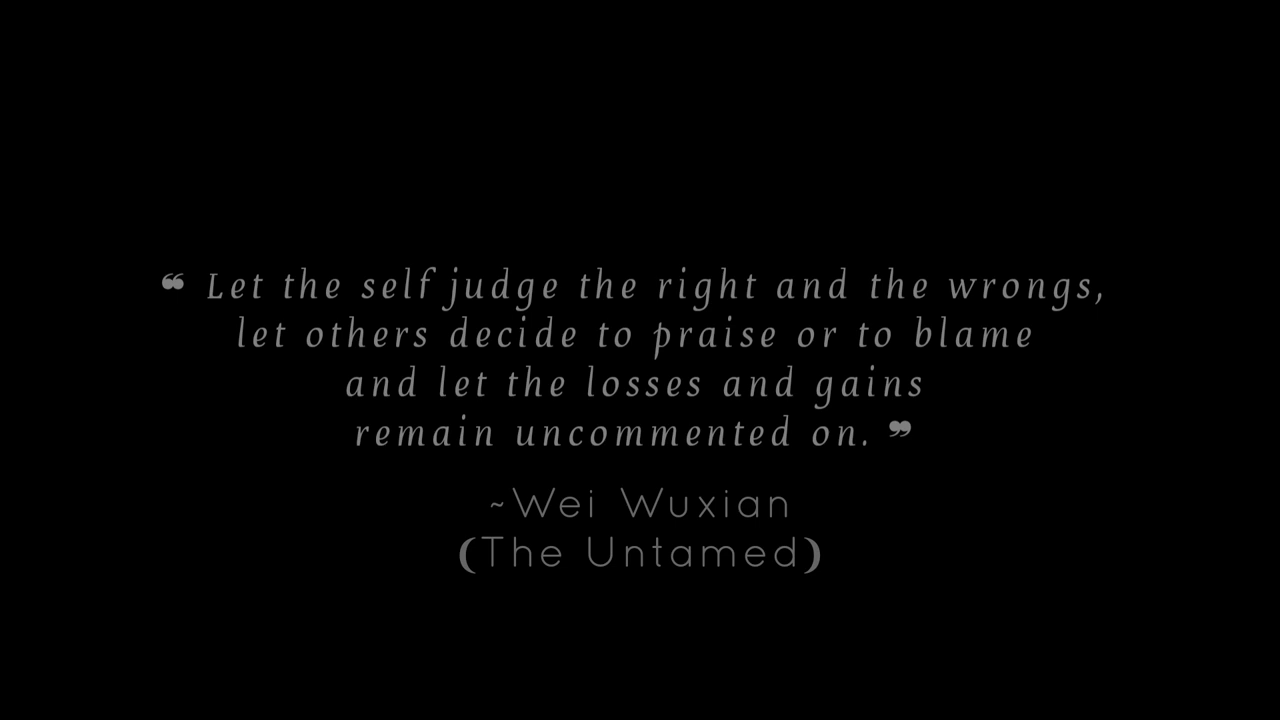 ❝ Let the self judge the right and the wrongs,
let others decide to praise or to blame
and let the losses and gains
remain uncommented on. ❞
~Wei Wuxian
(The Untamed)